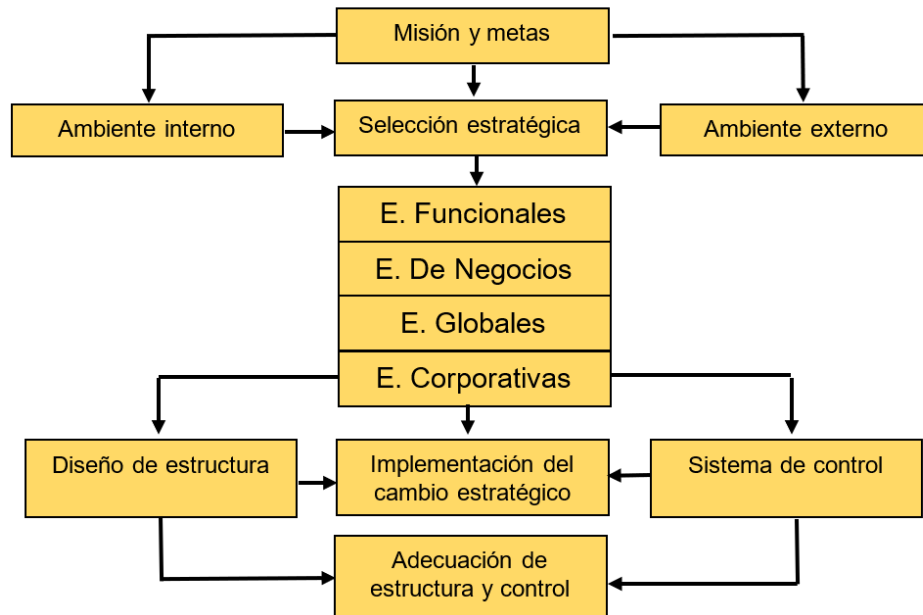 Misión y metas
Ambiente interno
Selección estratégica
Ambiente externo
E. Funcionales
E. De Negocios
E. Globales
E. Corporativas
Diseño de estructura
Implementación del
cambio estratégico
Sistema de control
Adecuación de
estructura y control